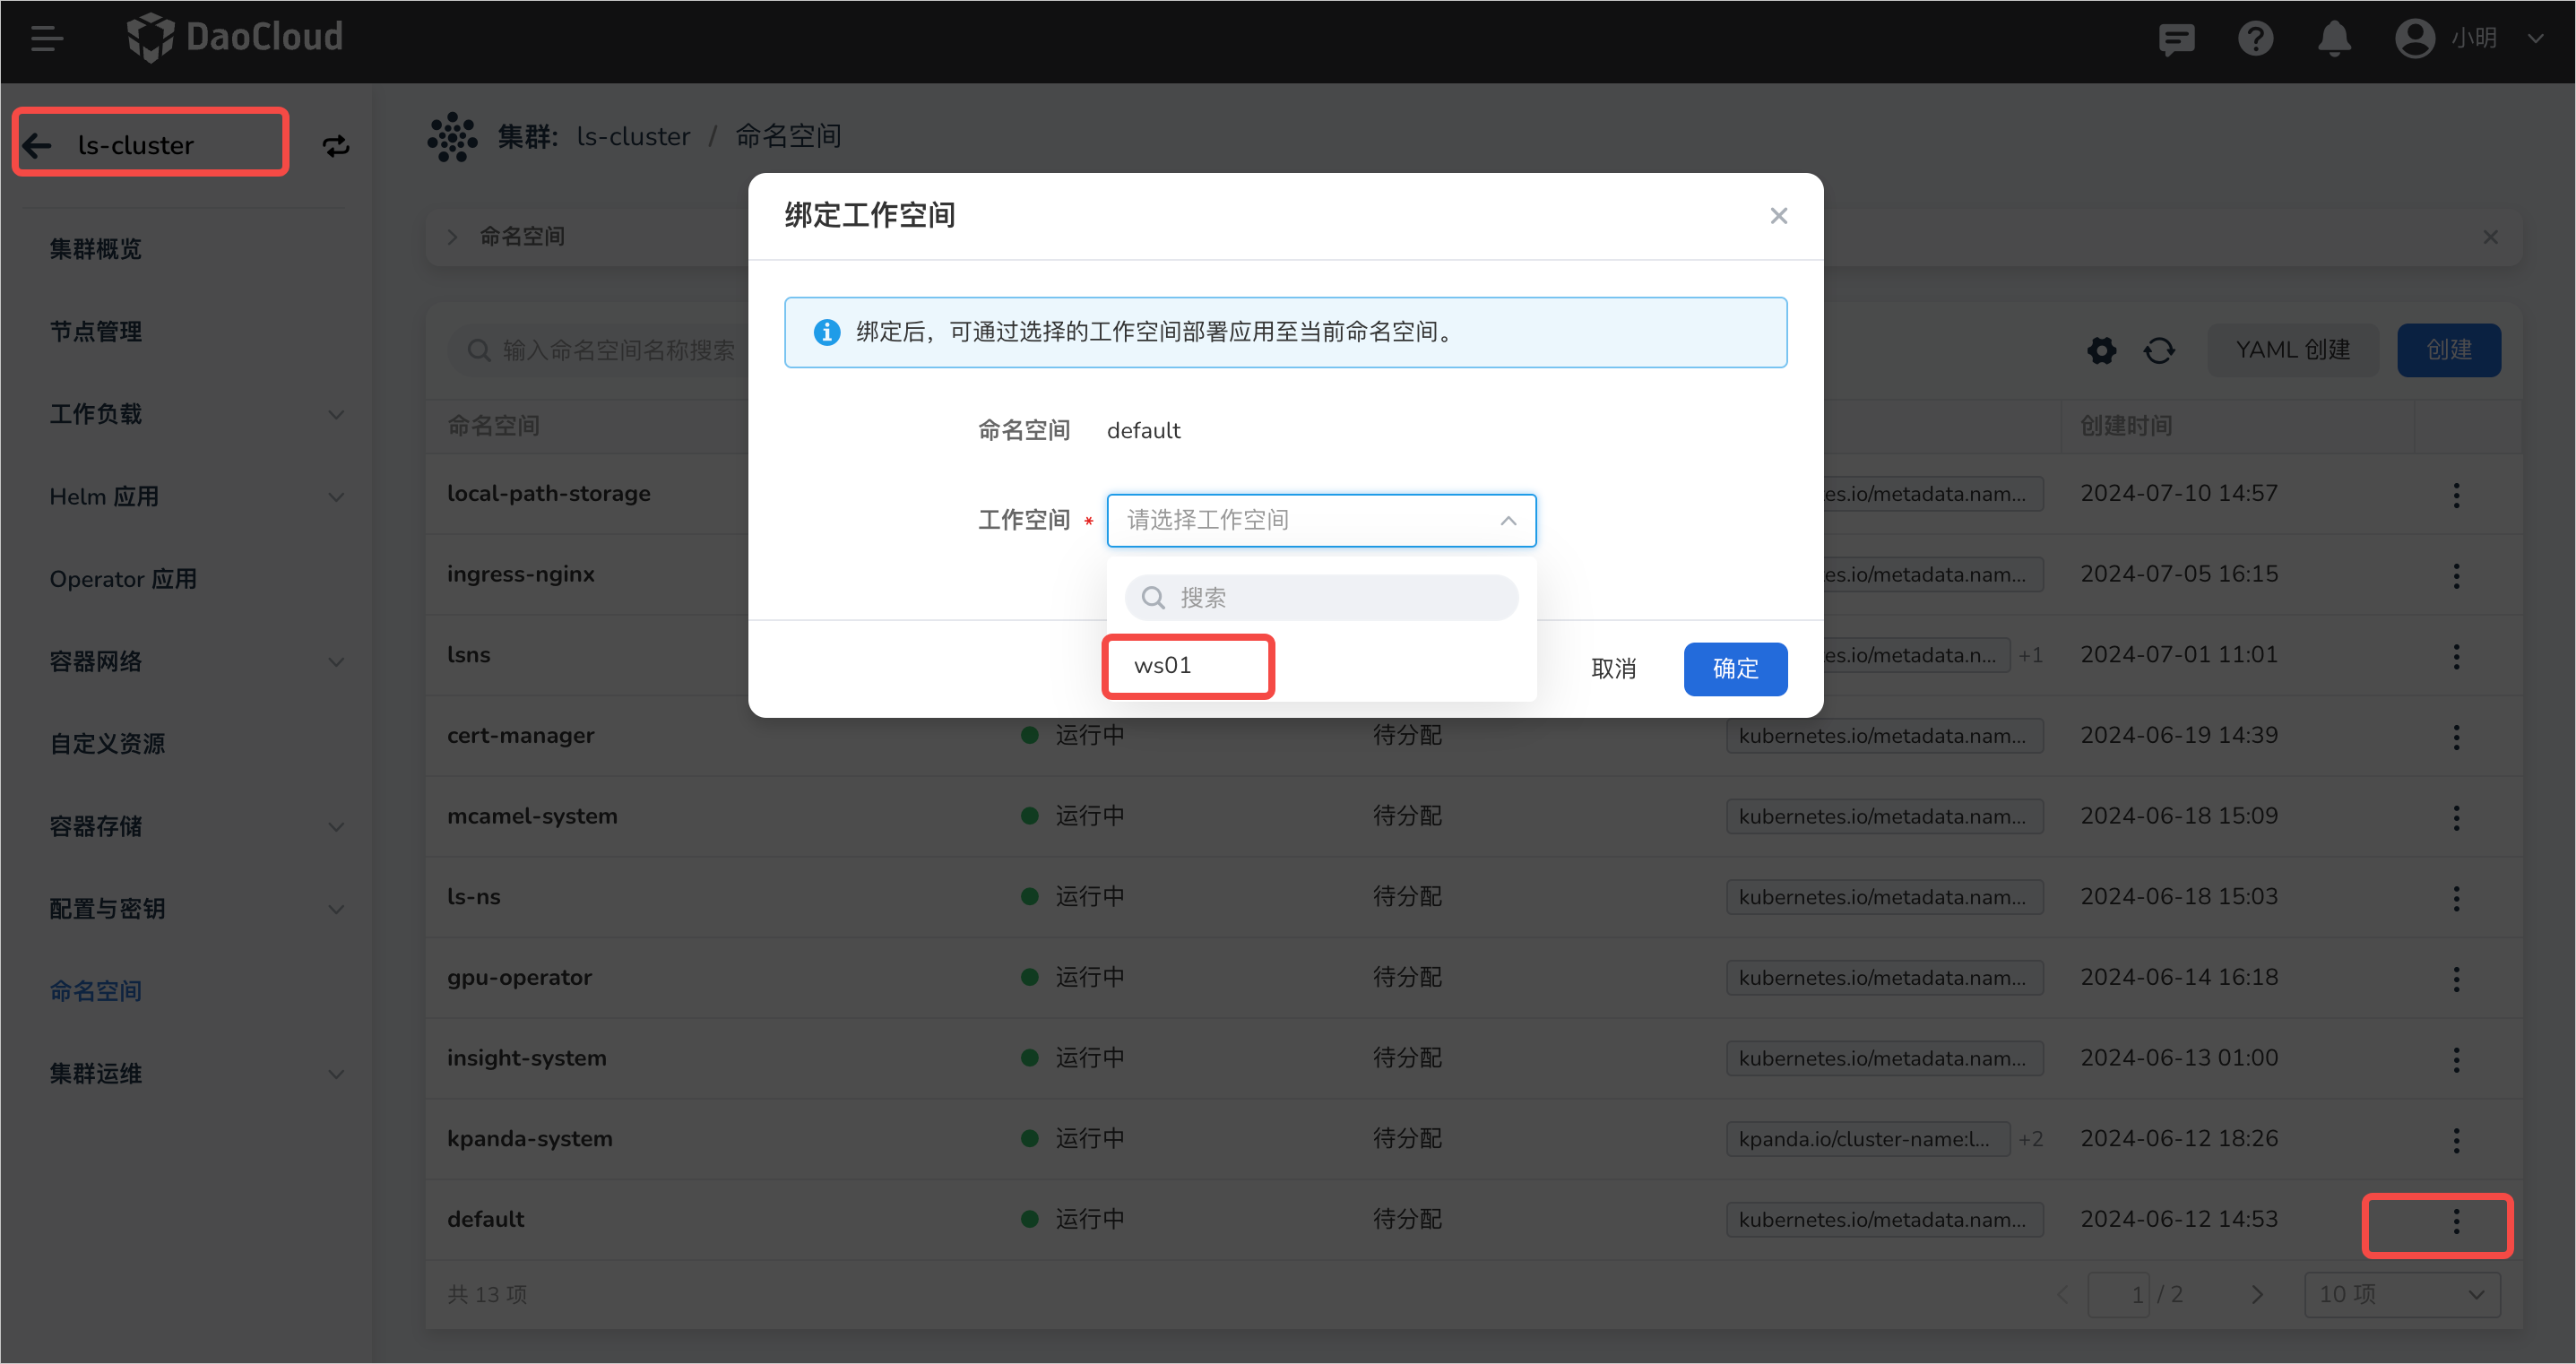 DaoCloud
小明
ls-cluster
集群: ls-cluster / 命名空间
集群概览
节点管理
工作负载
Helm 应用
Operator 应用
容器网络
自定义资源
容器存储
配置与密钥
命名空间
集群运维
命名空间
输入命名空间名称搜索
YAML 创建
创建
绑定工作空间
绑定后，可通过选择的工作空间部署应用至当前命名空间。
命名空间 default
工作空间 * 请选择工作空间
搜索
ws01
取消
确定
命名空间 创建时间
local-path-storage es.io/metadata.nam... 2024-07-10 14:57
ingress-nginx es.io/metadata.nam... 2024-07-05 16:15
lsns es.io/metadata.n... +1 2024-07-01 11:01
cert-manager 运行中 待分配 kubernetes.io/metadata.nam... 2024-06-19 14:39
mcamel-system 运行中 待分配 kubernetes.io/metadata.nam... 2024-06-18 15:09
ls-ns 运行中 待分配 kubernetes.io/metadata.nam... 2024-06-18 15:03
gpu-operator 运行中 待分配 kubernetes.io/metadata.nam... 2024-06-14 16:18
insight-system 运行中 待分配 kubernetes.io/metadata.nam... 2024-06-13 01:00
kpanda-system 运行中 待分配 kpanda.io/cluster-name:l... +2 2024-06-12 18:26
default 运行中 待分配 kubernetes.io/metadata.nam... 2024-06-12 14:53
共 13 项
1 / 2
10 项